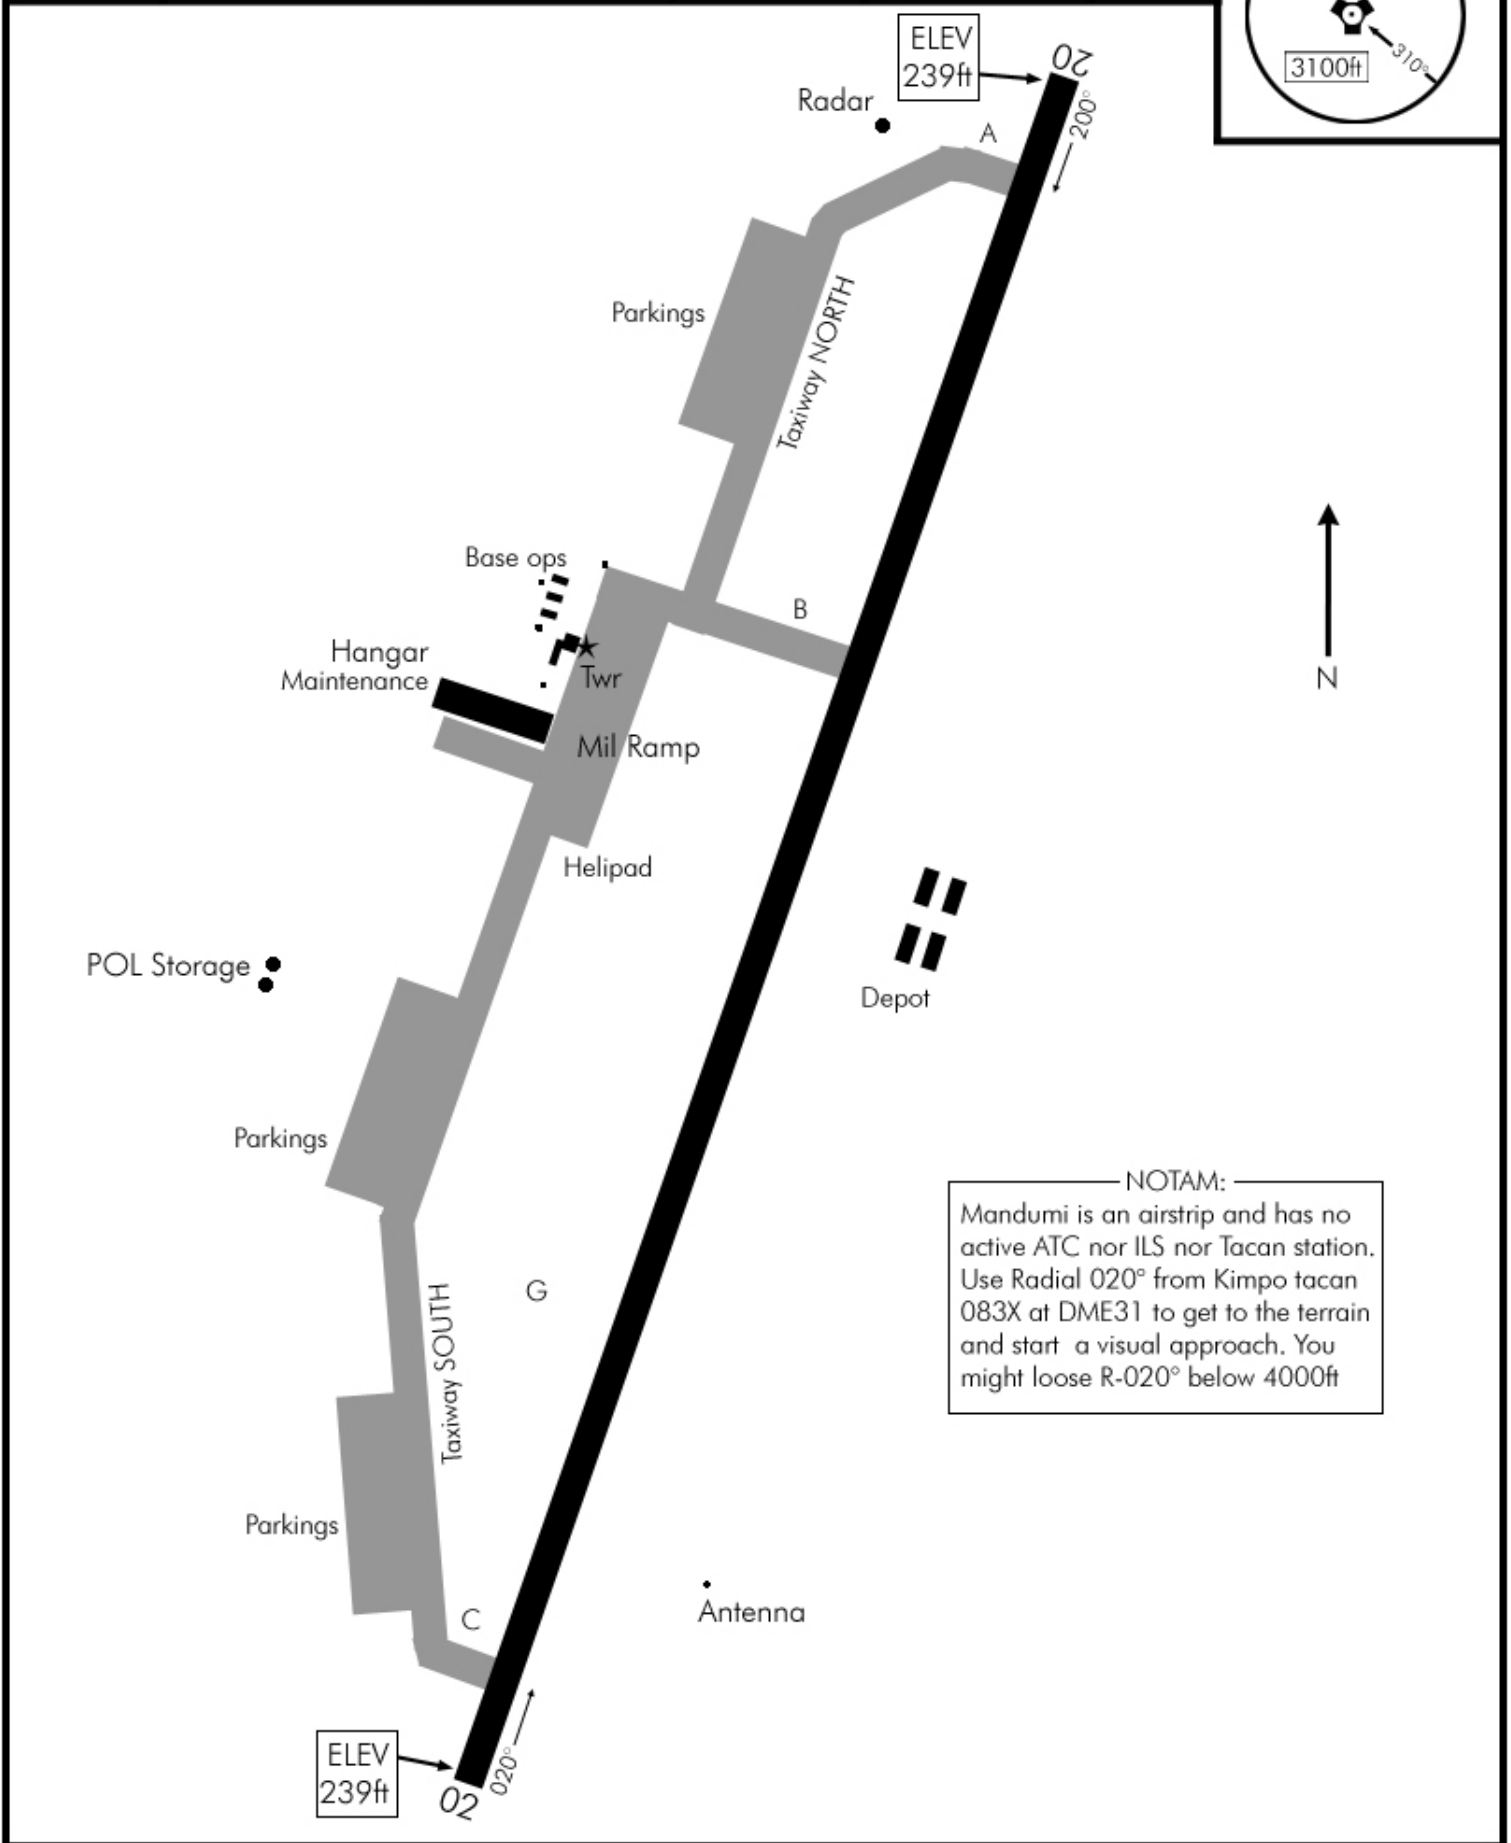 ELEV
239ft
20
200°
3100ft
310°
Radar
A
Parkings
Taxiway NORTH
Base ops
B
Hangar
Maintenance
Twr
N
Mil Ramp
Helipad
POL Storage
Depot
Parkings
NOTAM:
Mandumi is an airstrip and has no
active ATC nor ILS nor Tacan station.
Use Radial 020° from Kimpo tacan
083X at DME31 to get to the terrain
and start a visual approach. You
might loose R-020° below 4000ft
G
Taxiway SOUTH
Parkings
C
Antenna
ELEV
239ft
02
020°